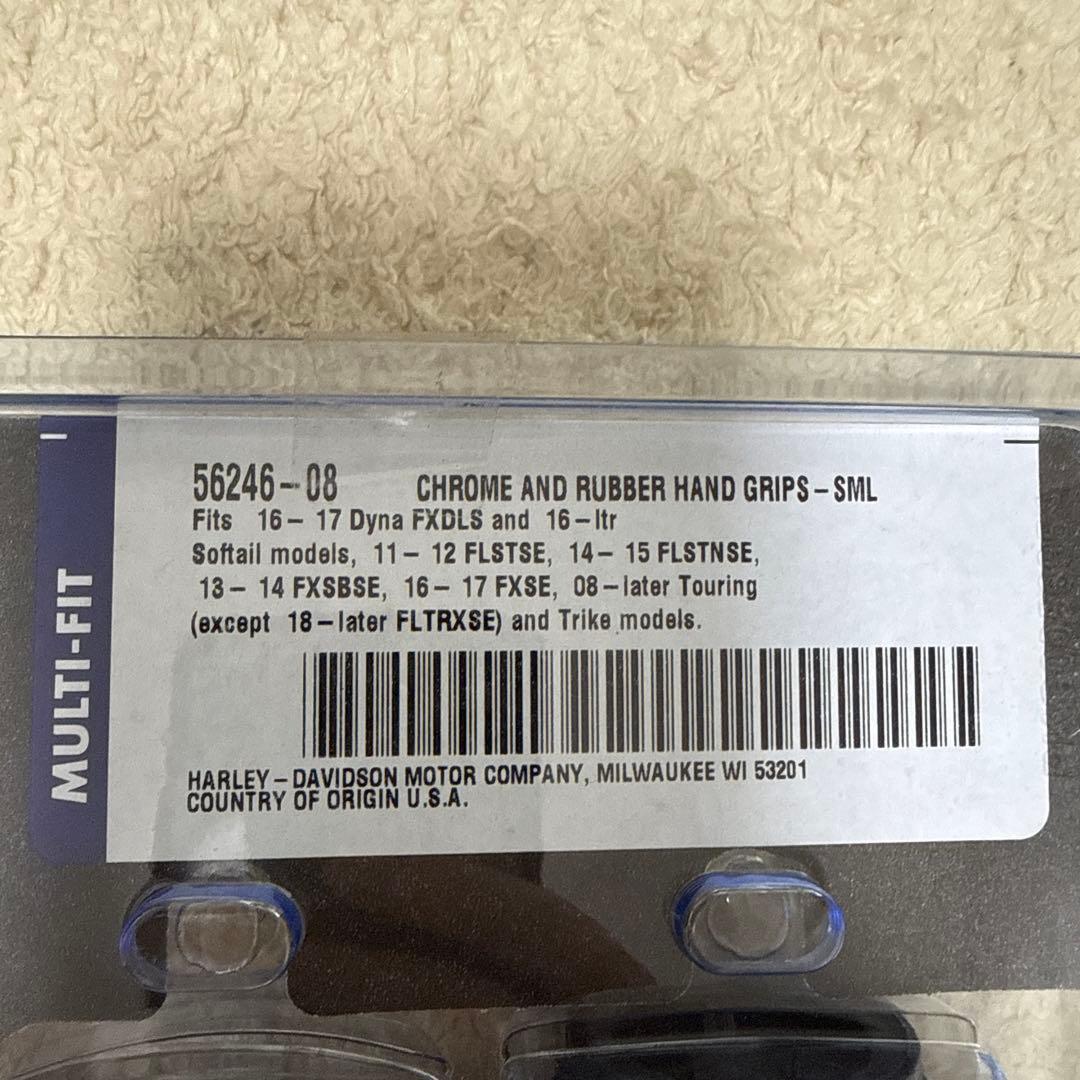 56246-08 CHROME AND RUBBER HAND GRIPS-SML
Fits 16-17 Dyna FXDLS and 16-ltr
Softail models, 11-12 FLSTSE, 14-15 FLSTNSE,
13-14 FXSBSE, 16-17 FXSE, 08-later Touring
(except 18-later FLTRXSE) and Trike models.
HARLEY-DAVIDSON MOTOR COMPANY, MILWAUKEE WI 53201
COUNTRY OF ORIGIN U.S.A.
MULTI-FIT